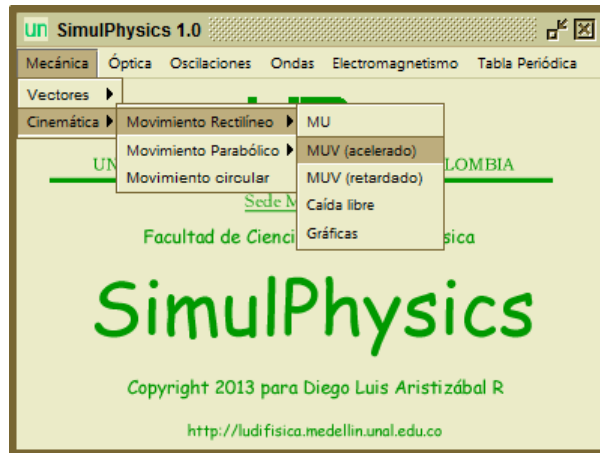 un SimulPhysics 1.0
Mecánica Óptica Oscilaciones Ondas Electromagnetismo Tabla Periódica
Vectores
Cinemática Movimiento Rectilíneo MU
Movimiento Parabólico MUV (acelerado)
UN LOMBIA
Movimiento circular MUV (retardado)
Sede M Caída libre
Gráficas
Facultad de Cienci sica
SimulPhysics
Copyright 2013 para Diego Luis Aristizábal R
http://ludifisica.medellin.unal.edu.co